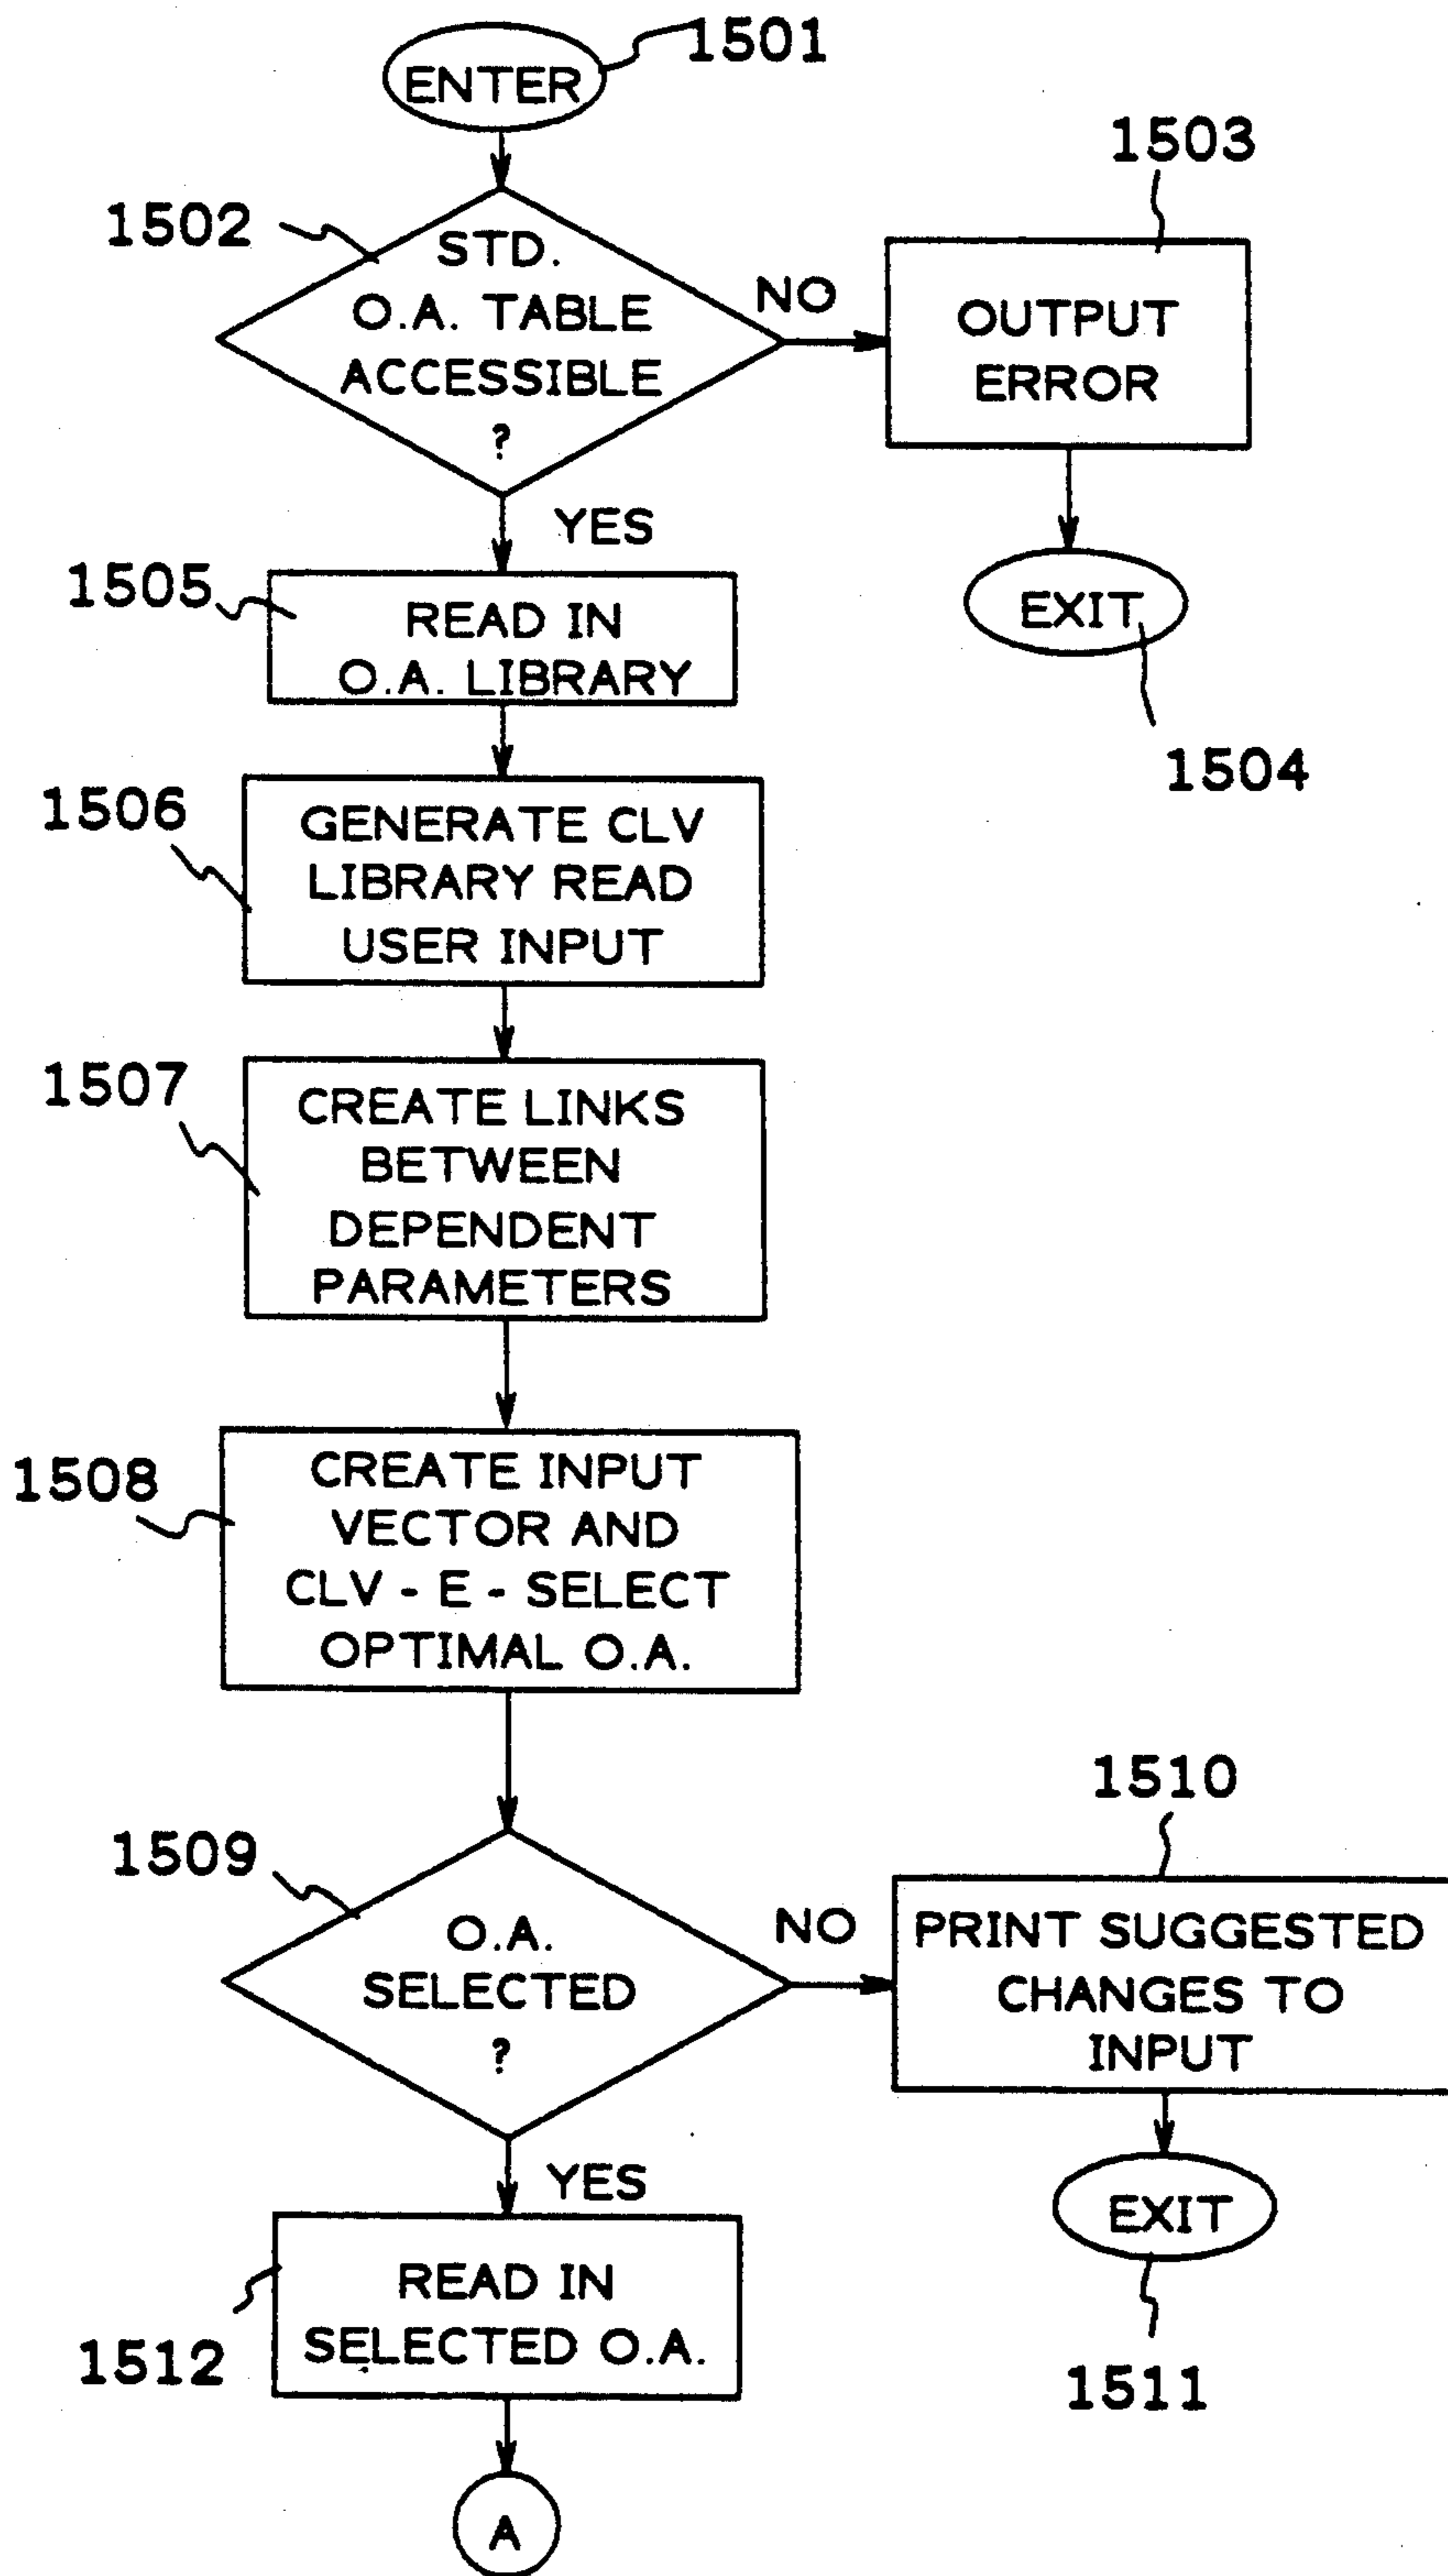 1501
ENTER
1502
STD.
O.A. TABLE
ACCESSIBLE
?
NO
1503
OUTPUT
ERROR
EXIT
1504
YES
1505
READ IN
O.A. LIBRARY
1506
GENERATE CLV
LIBRARY READ
USER INPUT
1507
CREATE LINKS
BETWEEN
DEPENDENT
PARAMETERS
1508
CREATE INPUT
VECTOR AND
CLV - E - SELECT
OPTIMAL O.A.
1509
O.A.
SELECTED
?
NO
1510
PRINT SUGGESTED
CHANGES TO
INPUT
EXIT
1511
YES
1512
READ IN
SELECTED O.A.
A